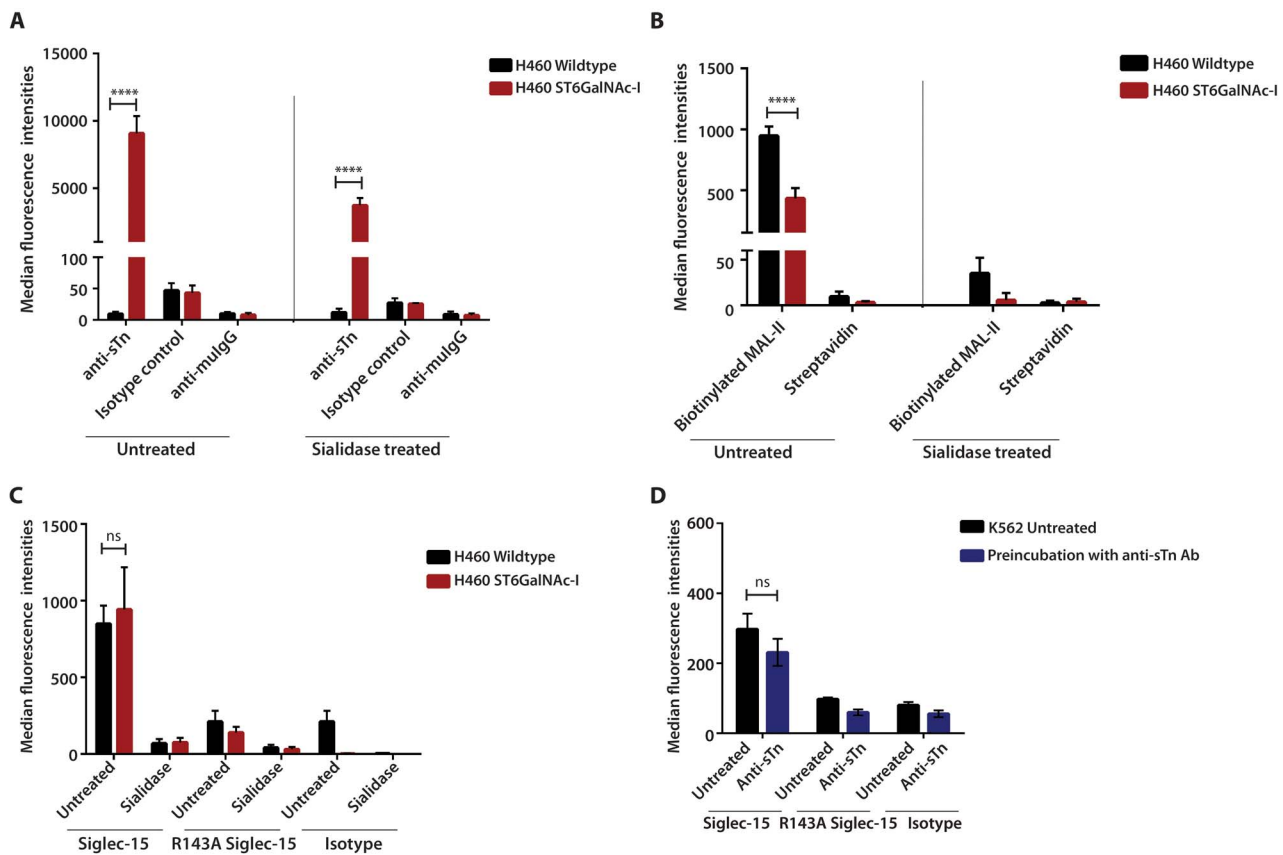 A
Median fluorescence intensities
15000
10000
5000
100
50
0
****
****
H460 Wildtype
H460 ST6GalNAc-I
anti-sTn
Isotype control
anti-muIgG
anti-sTn
Isotype control
anti-muIgG
Untreated
Sialidase treated
B
Median fluorescence intensities
1500
1000
500
50
0
****
H460 Wildtype
H460 ST6GalNAc-I
Biotinylated MAL-II
Streptavidin
Biotinylated MAL-II
Streptavidin
Untreated
Sialidase treated
C
Median fluorescence intensities
1500
1000
500
0
ns
H460 Wildtype
H460 ST6GalNAc-I
Untreated
Sialidase
Untreated
Sialidase
Untreated
Sialidase
Siglec-15
R143A Siglec-15
Isotype
D
Median fluorescence intensities
600
400
200
0
ns
K562 Untreated
Preincubation with anti-sTn Ab
Untreated
Anti-sTn
Untreated
Anti-sTn
Untreated
Anti-sTn
Siglec-15
R143A Siglec-15
Isotype